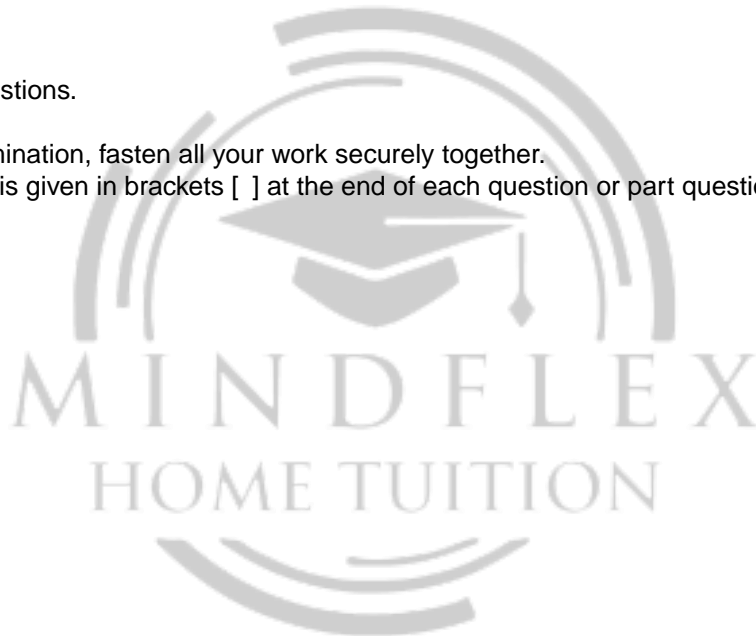 stions.
nination, fasten all your work securely together.
is given in brackets [ ] at the end of each question or part questi
MINDFLEX
HOME TUITION